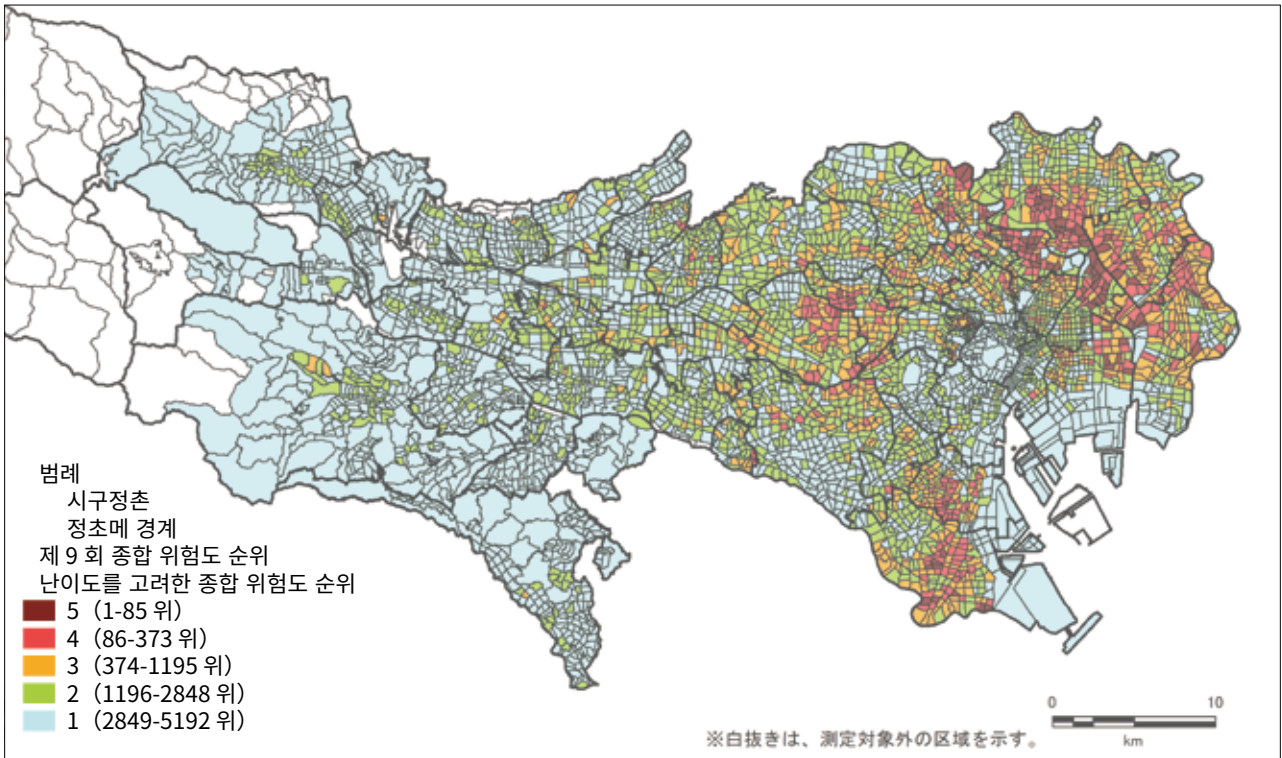 범례
시구정촌
정초메 경계
제 9 회 종합 위험도 순위
난이도를 고려한 종합 위험도 순위
5 (1-85 위)
4 (86-373 위)
3 (374-1195 위)
2 (1196-2848 위)
1 (2849-5192 위)
0 10
km
※白抜きは、測定対象外の区域を示す。